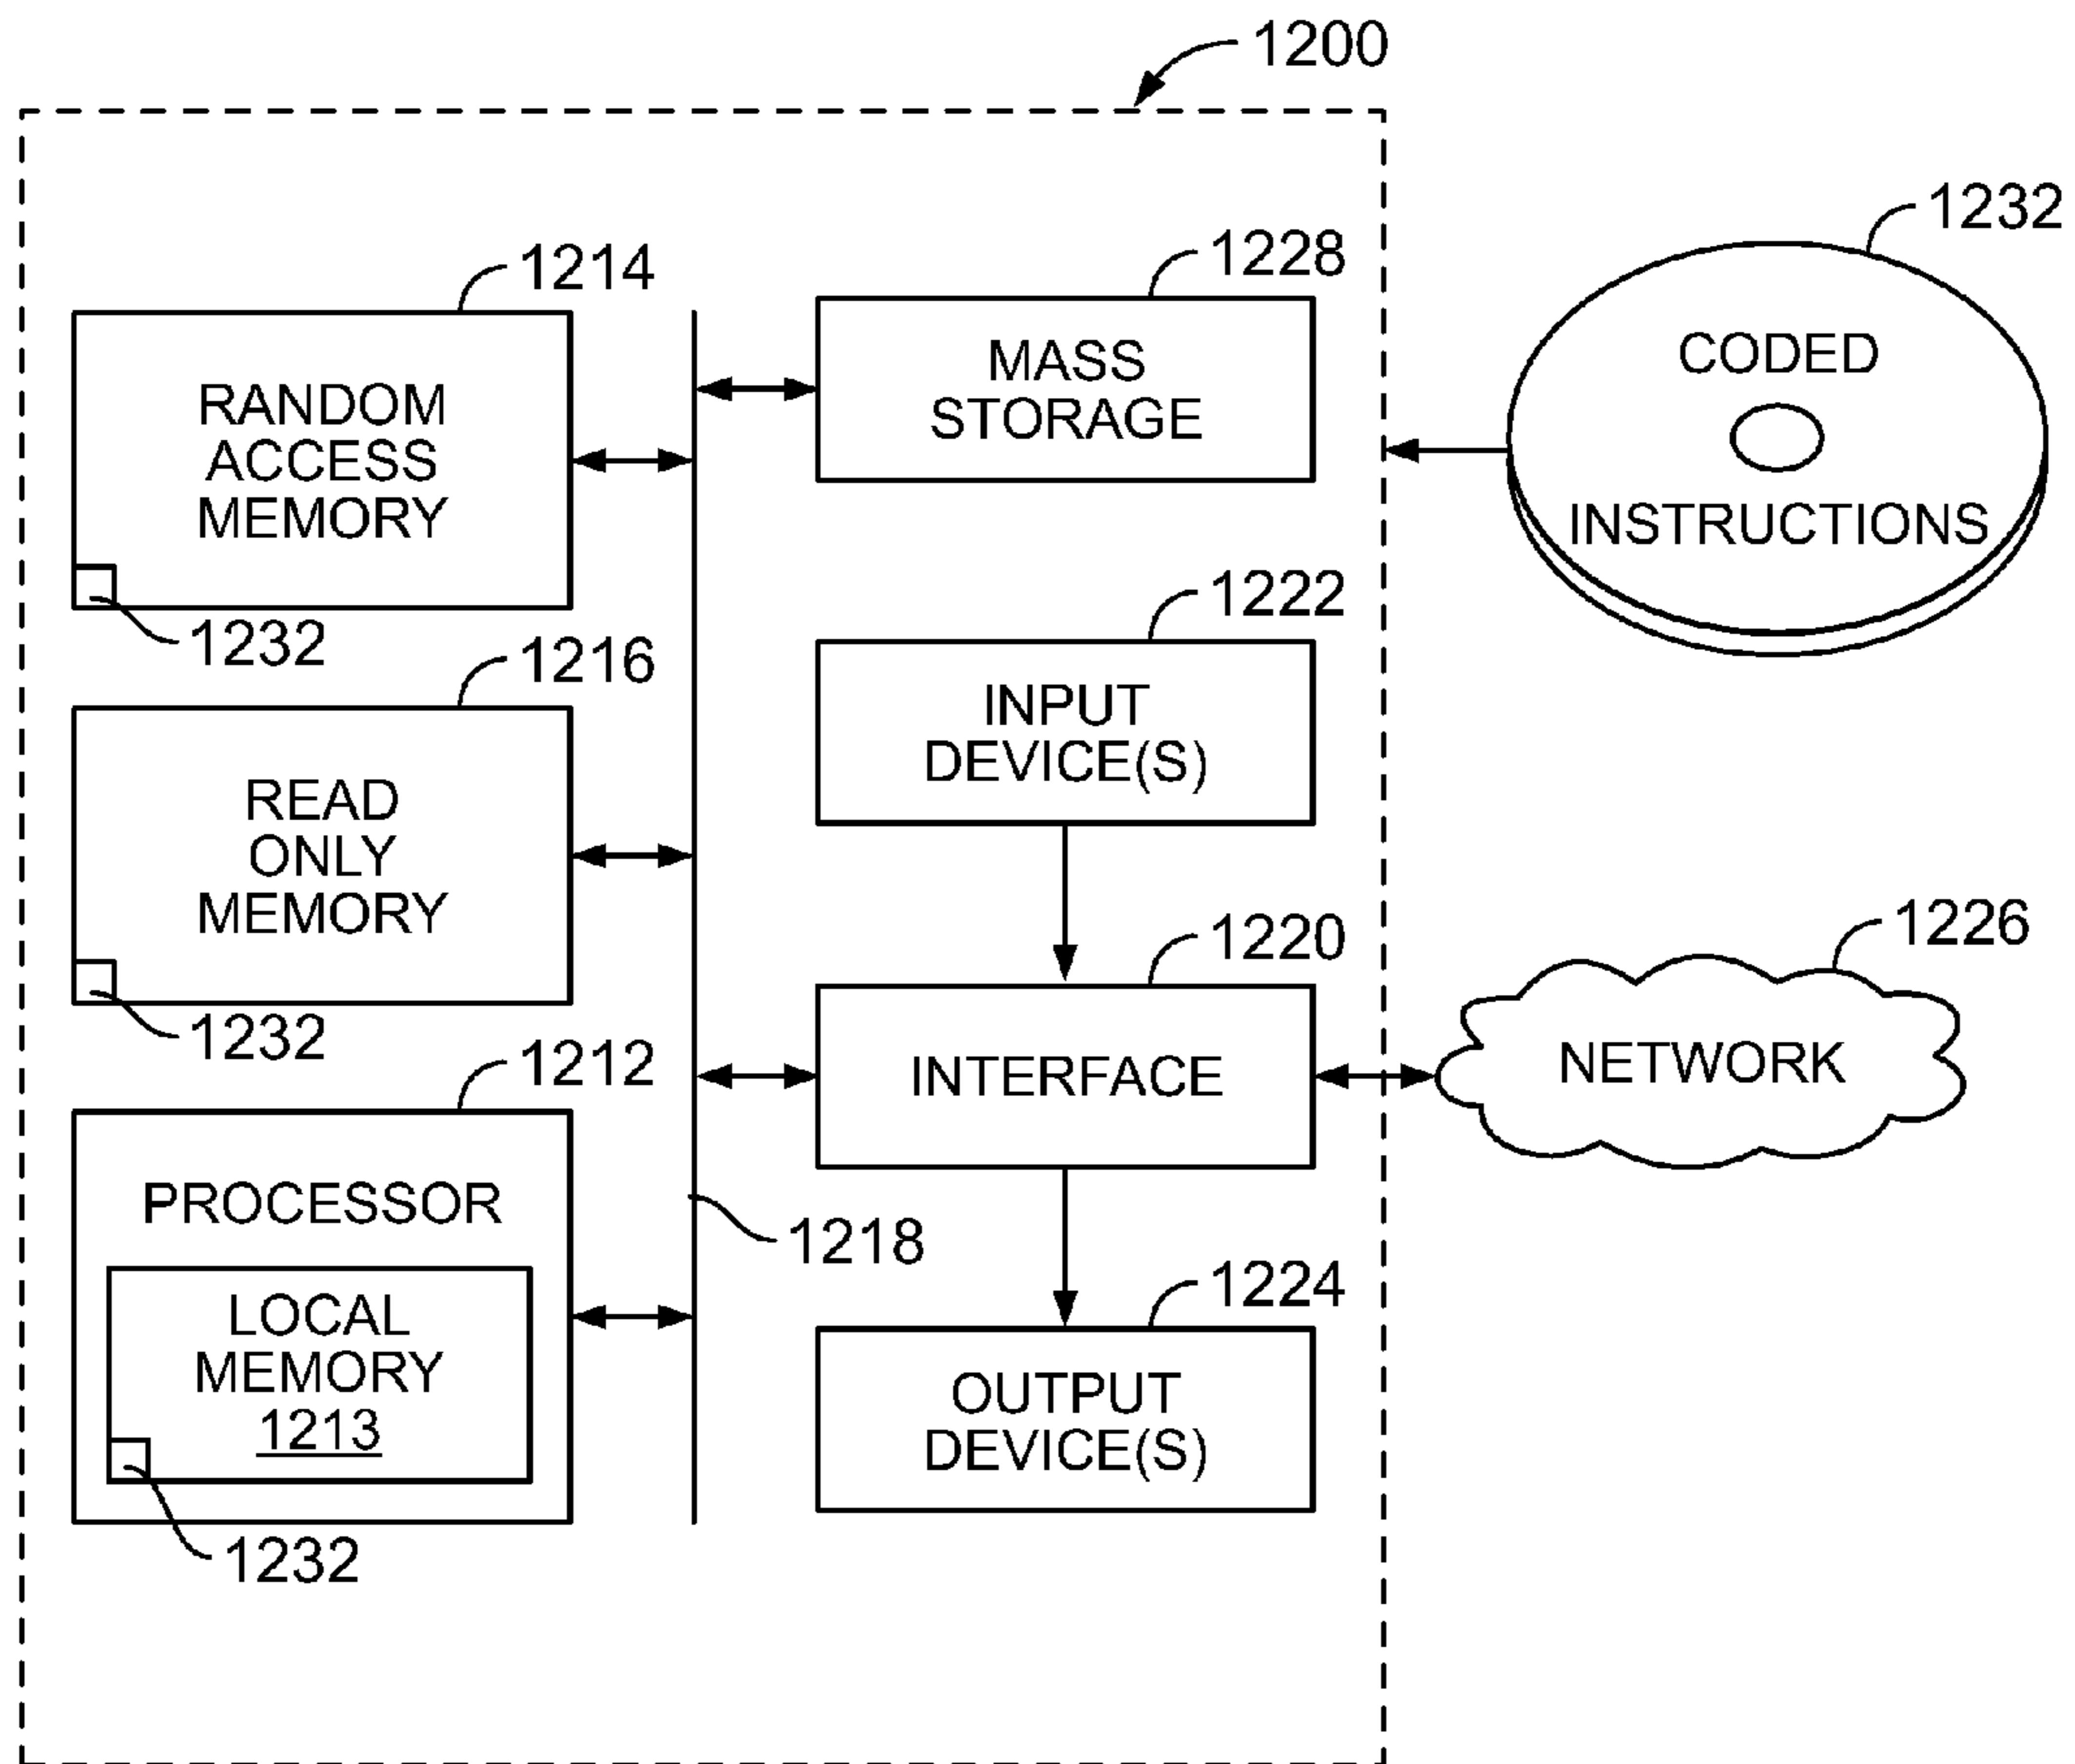 1200
1232
1214
1228
RANDOM
ACCESS
MEMORY
MASS
STORAGE
CODED
INSTRUCTIONS
1232
1222
1216
INPUT
DEVICE(S)
READ
ONLY
MEMORY
1232
1220
1226
1212
INTERFACE
NETWORK
PROCESSOR
1218
LOCAL
MEMORY
1213
1224
OUTPUT
DEVICE(S)
1232